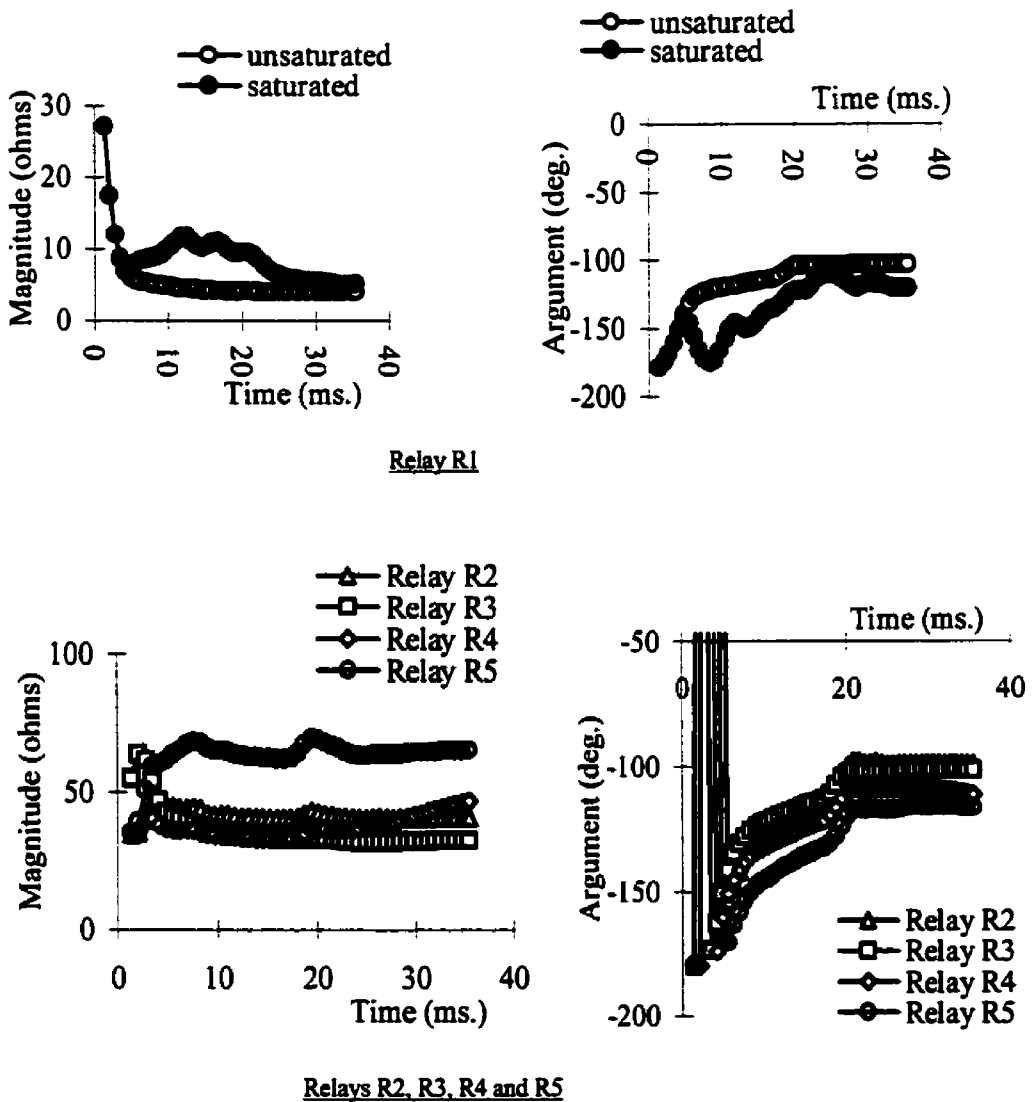 unsaturated
saturated
Magnitude (ohms)
30
20
10
0
0
10
20
30
40
Time (ms.)
unsaturated
saturated
Time (ms.)
Argument (deg.)
0
-50
-100
-150
-200
0
10
20
30
40
Relay R1
Relay R2
Relay R3
Relay R4
Relay R5
Magnitude (ohms)
100
50
0
0
10
20
30
40
Time (ms.)
Time (ms.)
Argument (deg.)
-50
-100
-150
-200
0
20
40
Relay R2
Relay R3
Relay R4
Relay R5
Relays R2, R3, R4 and R5